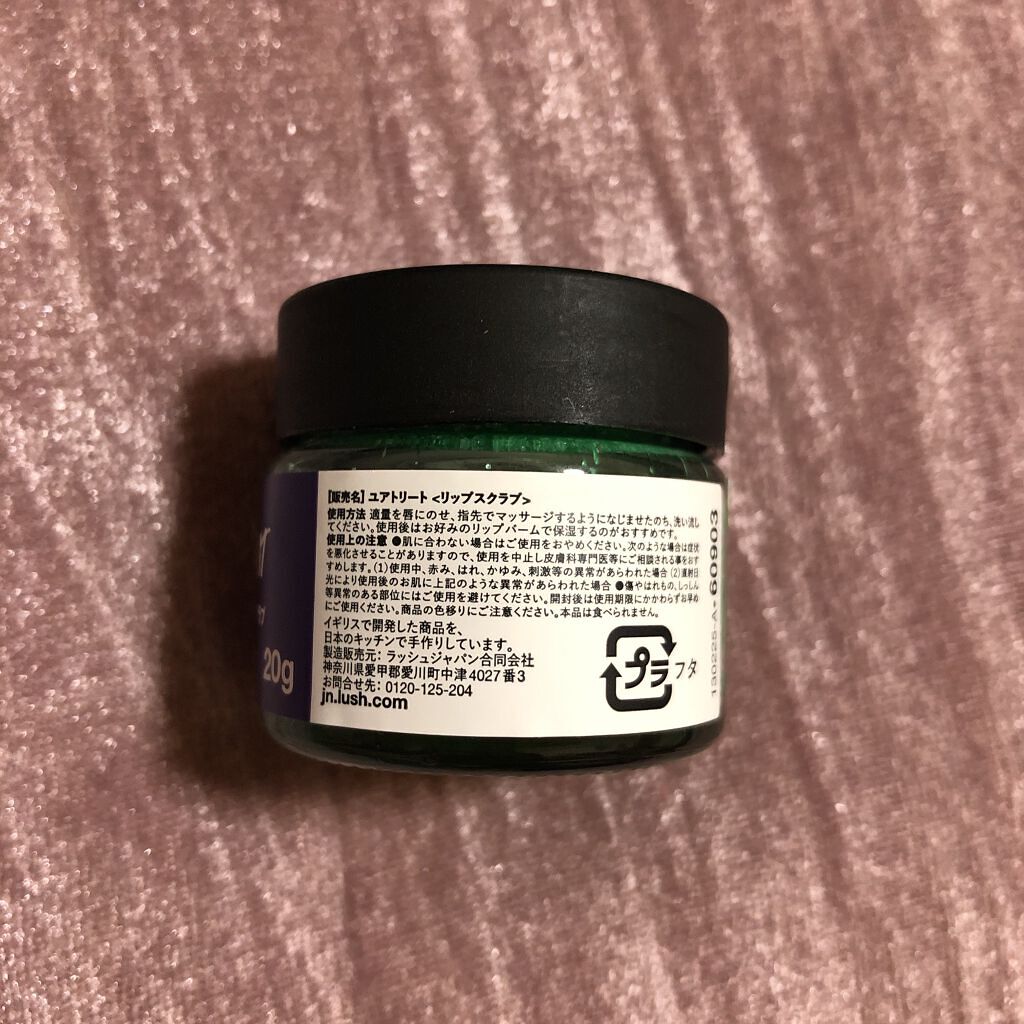 【販売名】ユアトリート <リップスクラブ>
使用方法 適量を唇にのせ、指先でマッサージするようになじませたのち、洗い流し
てください。使用後はお好みのリップバームで保湿するのがおすすめです。
使用上の注意 ●肌に合わない場合はご使用をおやめください。次のような場合は症状
を悪化させることがありますので、使用を中止し皮膚科専門医等にご相談される事をおす
すめします。(1)使用中、赤み、はれ、かゆみ、刺激等の異常があらわれた場合 (2)直射日
光により使用後のお肌に上記のような異常があらわれた場合 ●傷やはれもの、しっしん
等異常のある部位にはご使用を避けてください。開封後は使用期限にかかわらずお早め
にご使用ください。商品の色移りにご注意ください。本品は食べられません。
イギリスで開発した商品を、
日本のキッチンで手作りしています。
製造販売元: ラッシュジャパン合同会社
神奈川県愛甲郡愛川町中津4027番3
お問合せ先: 0120-125-204
jn.lush.com
プラ
フタ
130225-A• 60903
20g